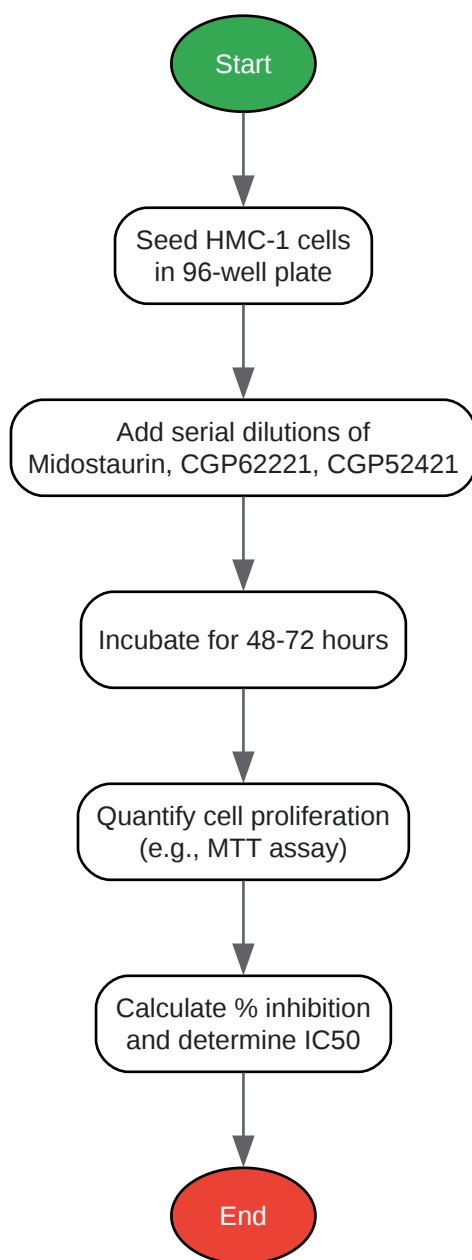 Start
Seed HMC-1 cells
in 96-well plate
Add serial dilutions of
Midostaurin, CGP62221, CGP52421
Incubate for 48-72 hours
Quantify cell proliferation
(e.g., MTT assay)
Calculate % inhibition
and determine IC50
End